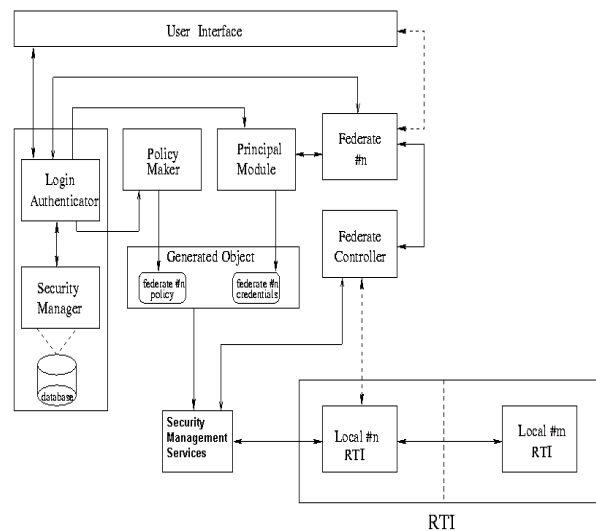 User Interface
Login
Authenticator
Policy
Maker
Principal
Module
Federate
#n
Security
Manager
database
Generated Object
federate #n
policy
federate #n
credentials
Federate
Controller
Security
Management
Services
Local #n
RTI
Local #m
RTI
RTI